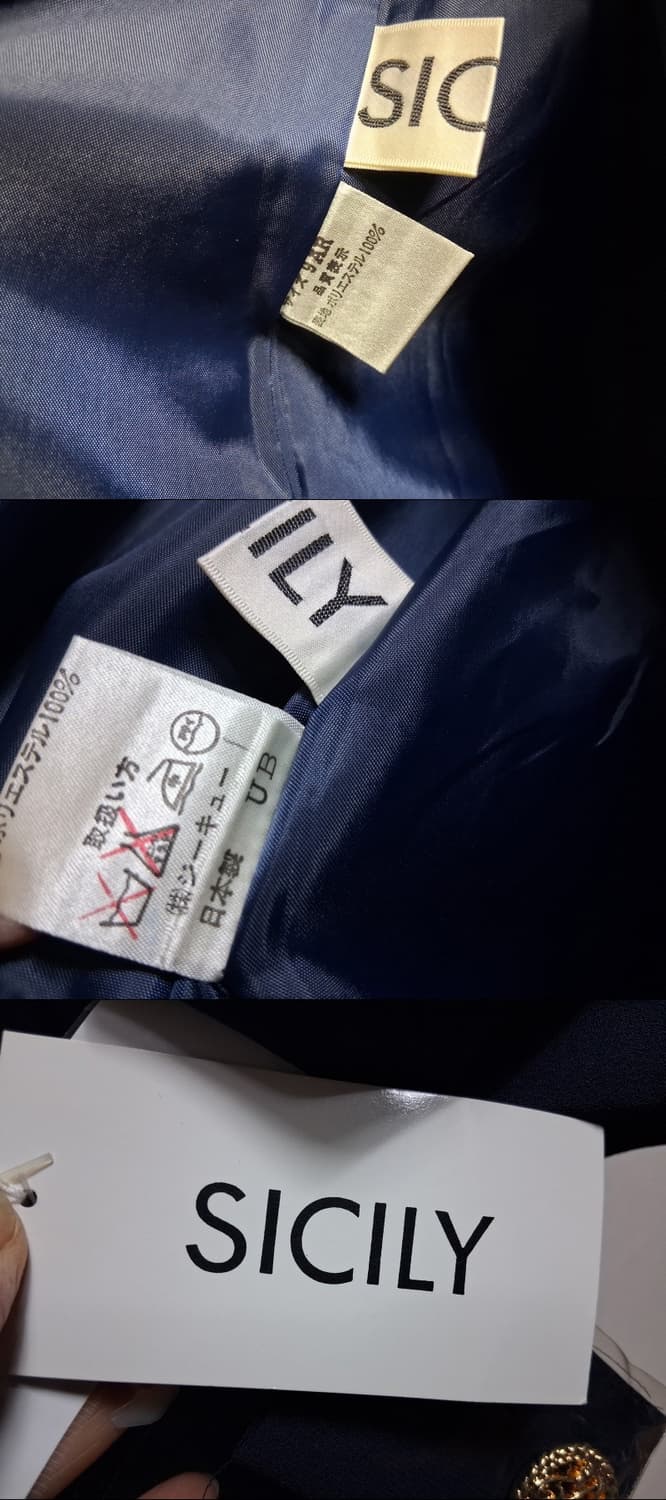 SIC
サイズ 9AR
品質表示
表地 ポリエステル100%
ILY
ポリエステル100%
取扱い方
(株)ジーキュー
日本製
UB
SICILY